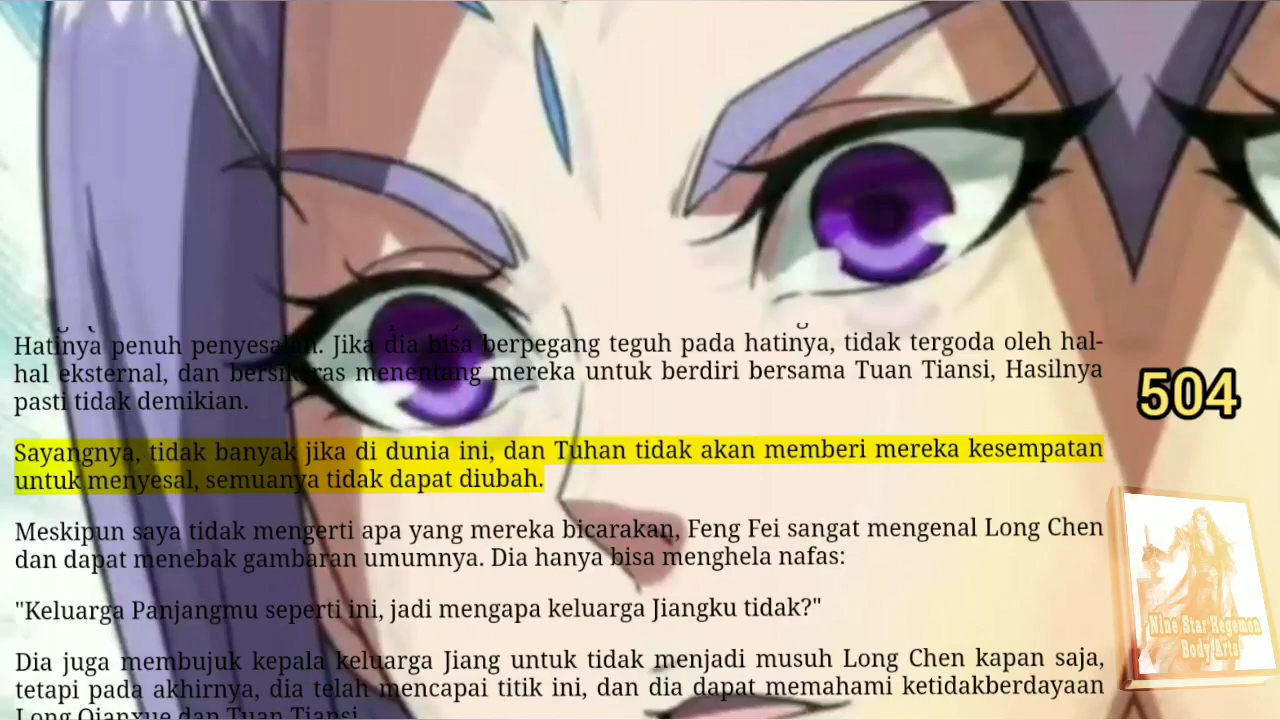 Hatinya penuh penyesalan. Jika dia bisa berpegang teguh pada hatinya, tidak tergoda oleh hal-
hal eksternal, dan bersikeras menentang mereka untuk berdiri bersama Tuan Tiansi, Hasilnya
pasti tidak demikian.
504
Sayangnya, tidak banyak jika di dunia ini, dan Tuhan tidak akan memberi mereka kesempatan
untuk menyesal, semuanya tidak dapat diubah.
Meskipun saya tidak mengerti apa yang mereka bicarakan, Feng Fei sangat mengenal Long Chen
dan dapat menebak gambaran umumnya. Dia hanya bisa menghela nafas:
"Keluarga Panjangmu seperti ini, jadi mengapa keluarga Jiangku tidak?"
Nine Star Hegemon
Body Arts
Dia juga membujuk kepala keluarga Jiang untuk tidak menjadi musuh Long Chen kapan saja,
tetapi pada akhirnya, dia telah mencapai titik ini, dan dia dapat memahami ketidakberdayaan
Long Qianxue dan Tuan Tiansi.